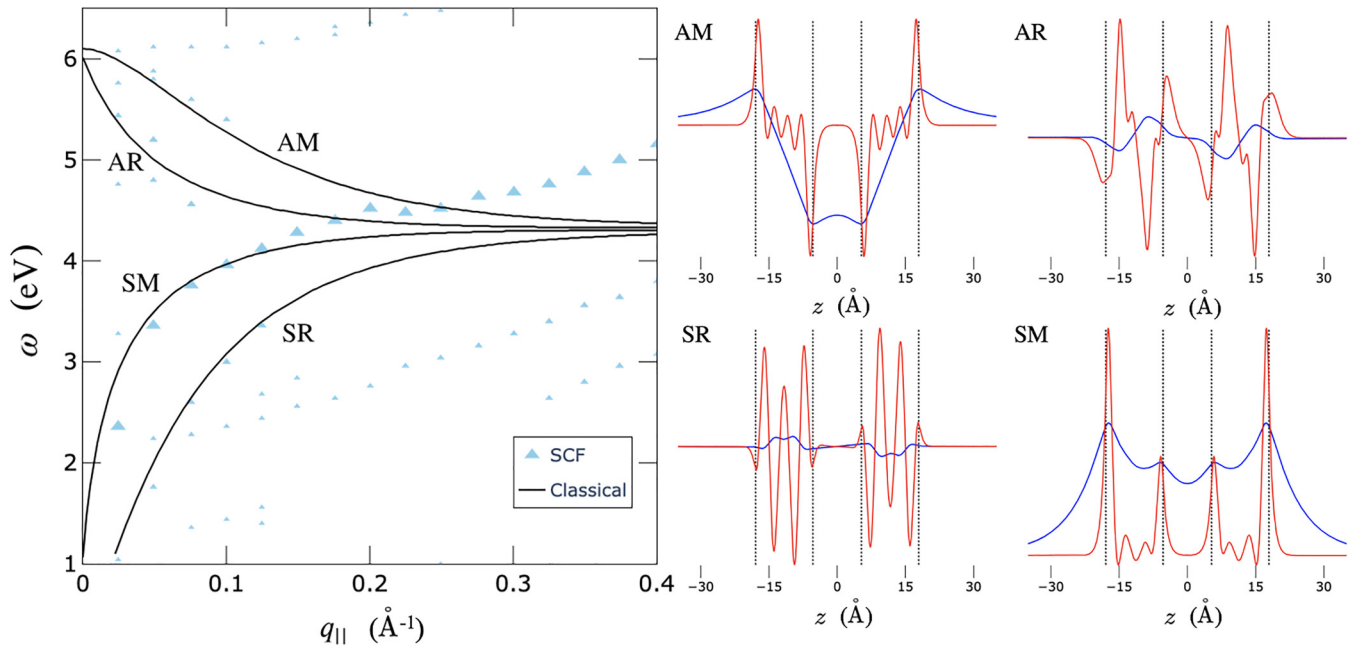 6
5
4
3
2
1
ω (eV)
AM
AR
SM
SR
SCF
Classical
0
0.1
0.2
0.3
0.4
q|| (Å-1)
AM
−30 −15 0 15 30
z (Å)
AR
−30 −15 0 15 30
z (Å)
SR
−30 −15 0 15 30
z (Å)
SM
−30 −15 0 15 30
z (Å)